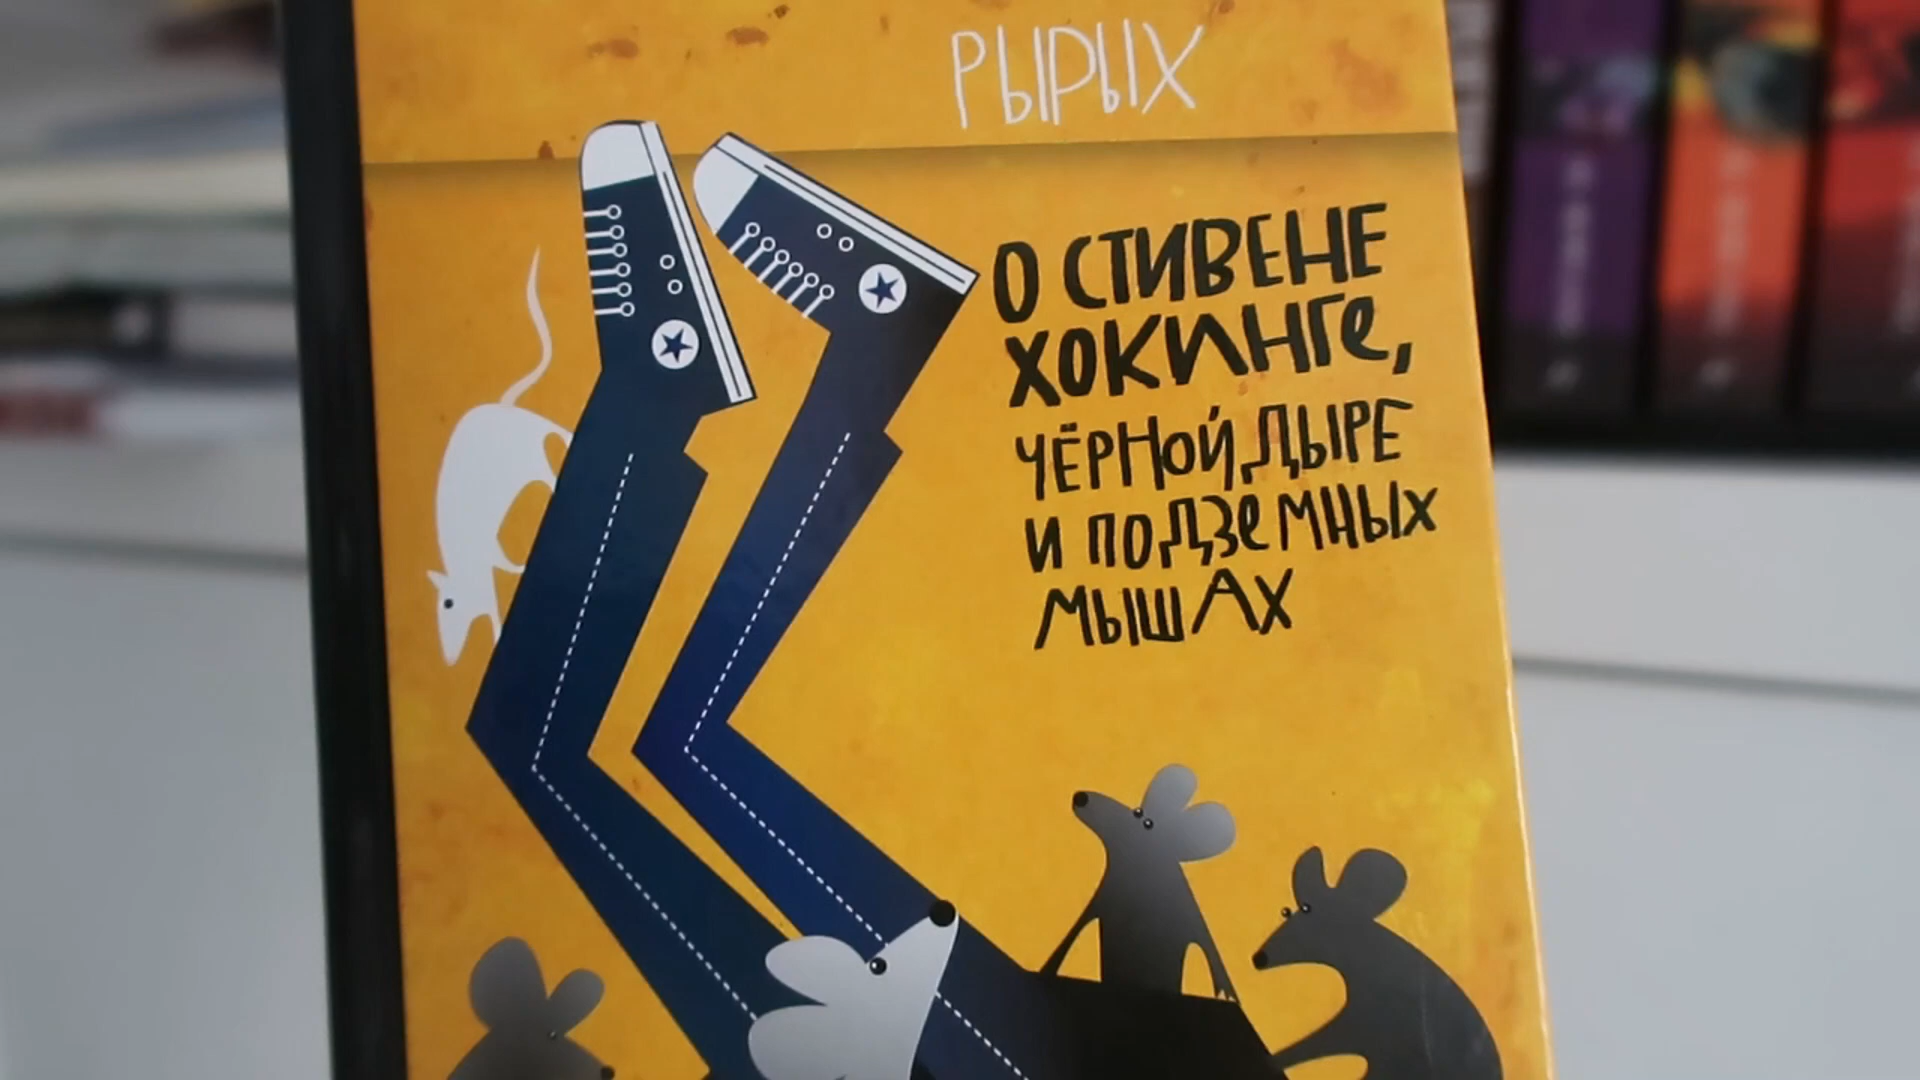 РЫРЫХ
О СТИВЕНЕ
ХОКИНГе,
ЧЁРНОЙ ДЫРЕ
И ПОДЗеМНЫХ
МЫШАХ